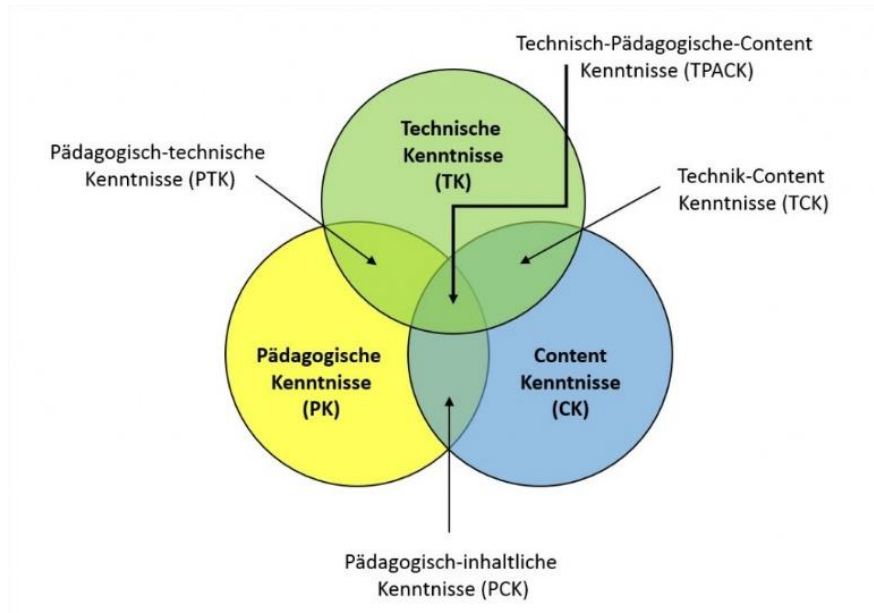 Technisch-Pädagogische-Content
Kenntnisse (TPACK)
Technische
Kenntnisse
(TK)
Pädagogisch-technische
Kenntnisse (PTK)
Technik-Content
Kenntnisse (TCK)
Pädagogische
Kenntnisse
(PK)
Content
Kenntnisse
(CK)
Pädagogisch-inhaltliche
Kenntnisse (PCK)